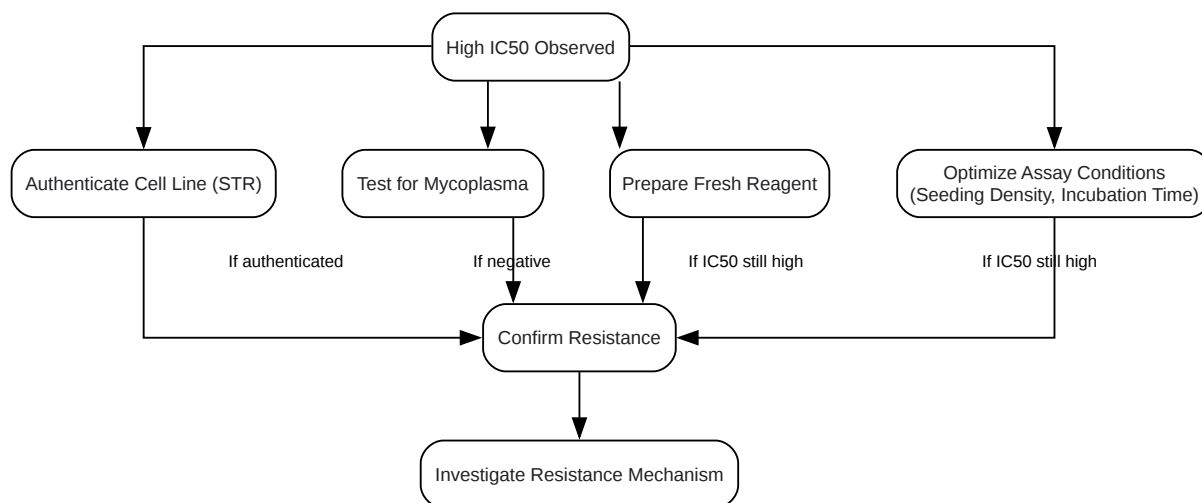 High IC50 Observed
Authenticate Cell Line (STR)
Test for Mycoplasma
Prepare Fresh Reagent
Optimize Assay Conditions
(Seeding Density, Incubation Time)
If authenticated
If negative
If IC50 still high
If IC50 still high
Confirm Resistance
Investigate Resistance Mechanism